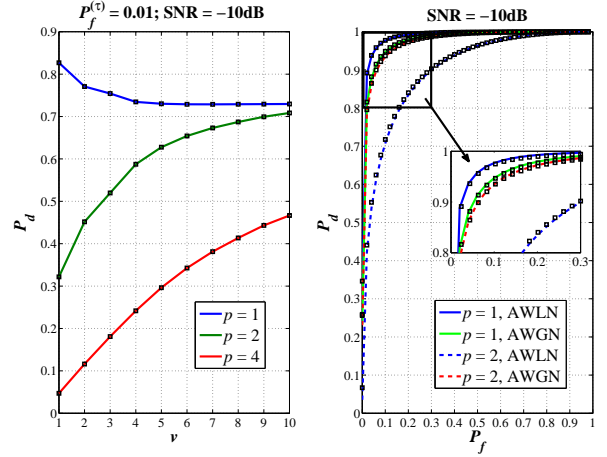 P_f^(τ) = 0.01; SNR = −10dB
0.9
0.8
0.7
0.6
0.5
0.4
0.3
0.2
0.1
0
P_d
p = 1
p = 2
p = 4
1 2 3 4 5 6 7 8 9 10
v
SNR = −10dB
1
0.9
0.8
0.7
0.6
0.5
0.4
0.3
0.2
0.1
0
P_d
1
0.9
0.8
0.01 0.1 0.2 0.3
p = 1, AWLN
p = 1, AWGN
p = 2, AWLN
p = 2, AWGN
0 0.1 0.2 0.3 0.4 0.5 0.6 0.7 0.8 0.9 1
P_f